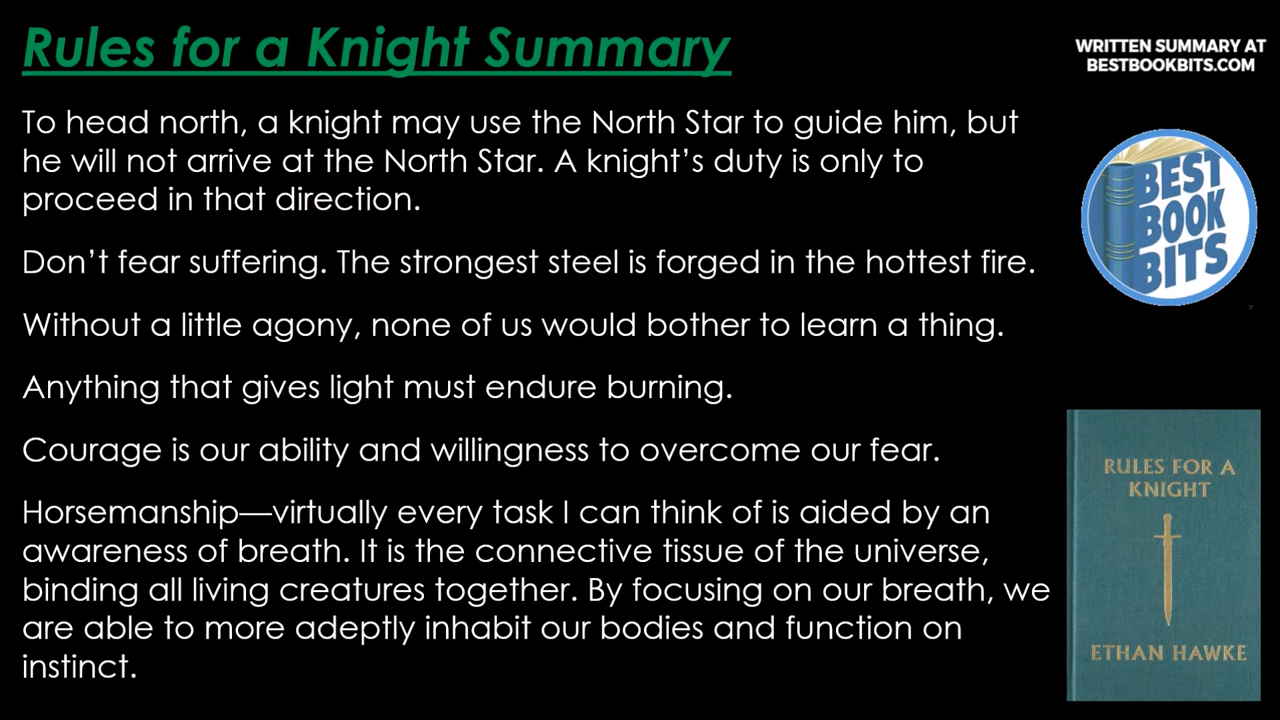 Rules for a Knight Summary
WRITTEN SUMMARY AT
BESTBOOKBITS.COM
To head north, a knight may use the North Star to guide him, but
he will not arrive at the North Star. A knight’s duty is only to
proceed in that direction.
Don’t fear suffering. The strongest steel is forged in the hottest fire.
Without a little agony, none of us would bother to learn a thing.
Anything that gives light must endure burning.
Courage is our ability and willingness to overcome our fear.
Horsemanship—virtually every task I can think of is aided by an
awareness of breath. It is the connective tissue of the universe,
binding all living creatures together. By focusing on our breath, we
are able to more adeptly inhabit our bodies and function on
instinct.
BEST
BOOK
BITS
RULES FOR A
KNIGHT
ETHAN HAWKE